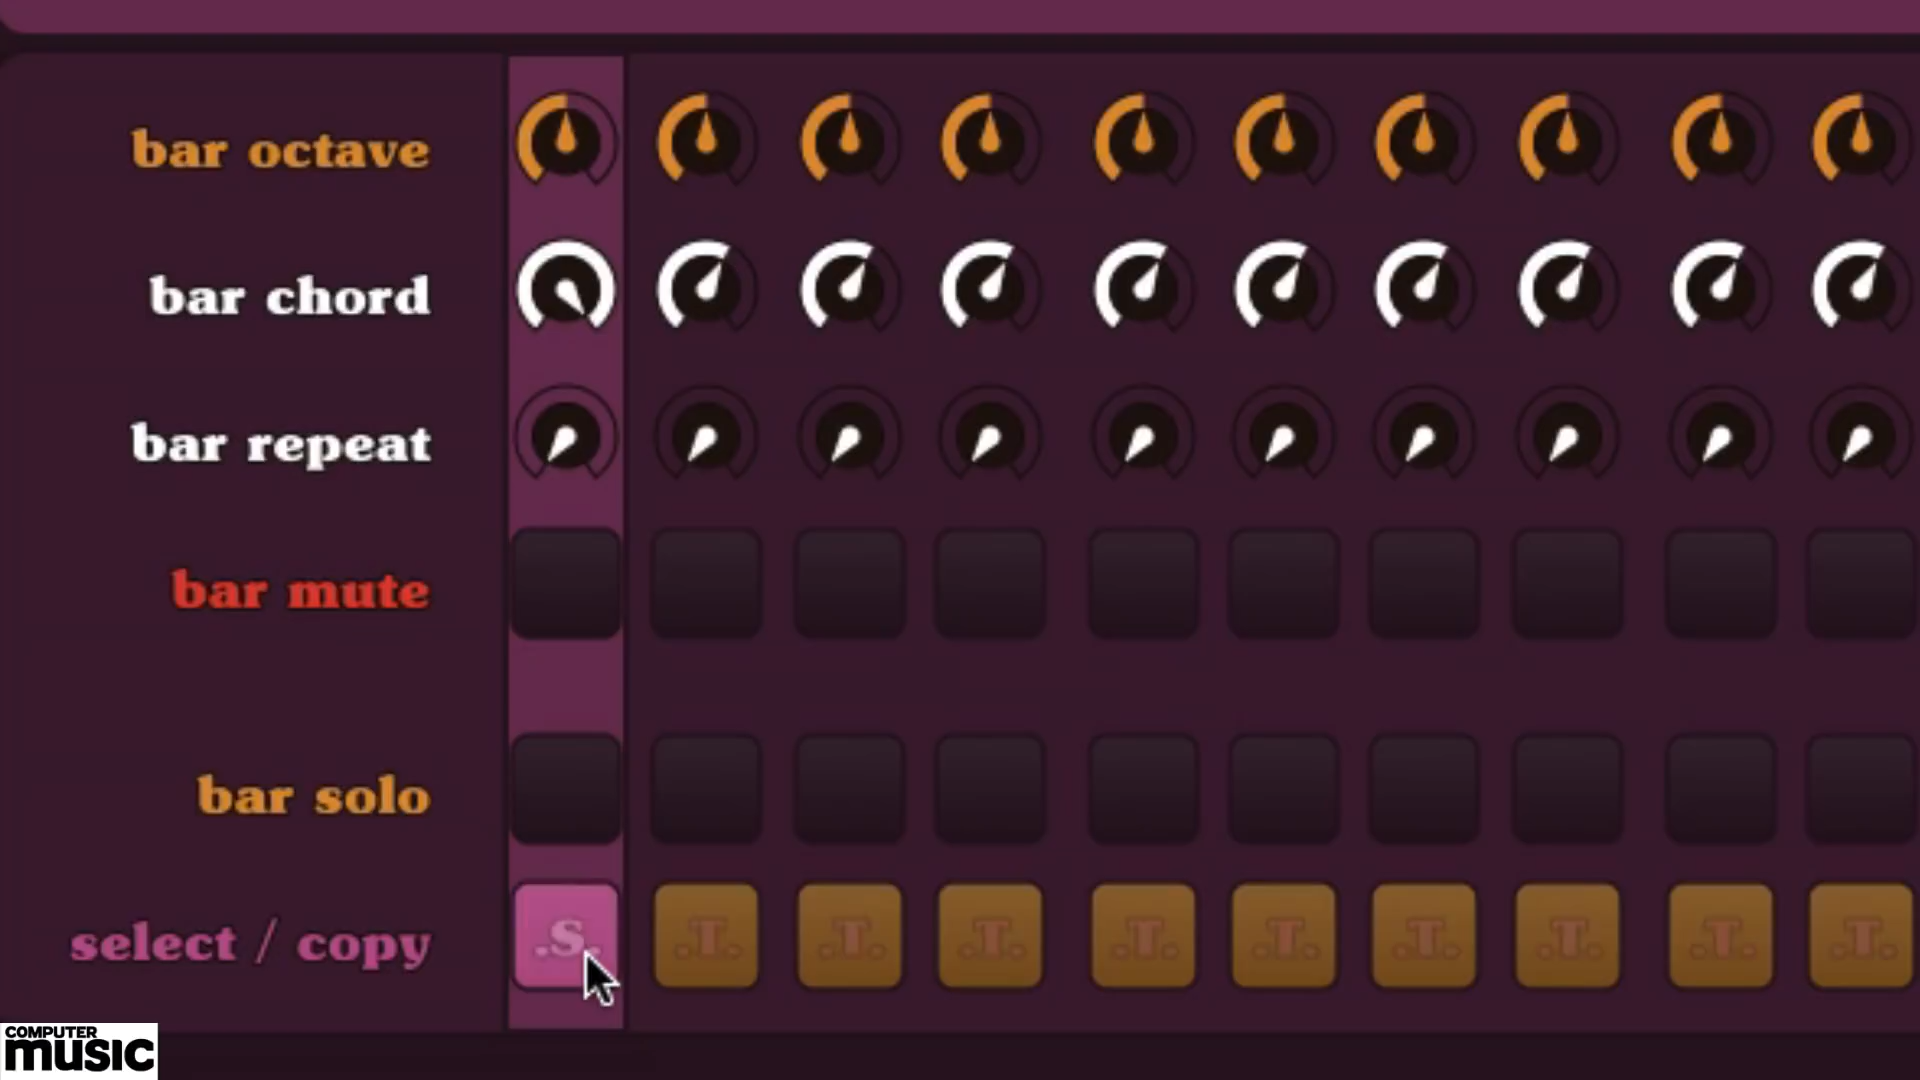 bar octave
bar chord
bar repeat
bar mute
bar solo
select / copy
.S. .T. .T. .T. .T. .T. .T. .T. .T. .T.
COMPUTER
music